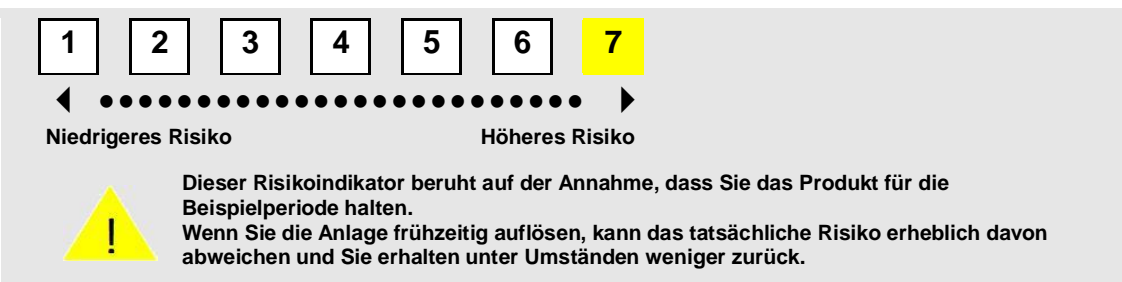 1 2 3 4 5 6 7
Niedrigeres Risiko Höheres Risiko
Dieser Risikoindikator beruht auf der Annahme, dass Sie das Produkt für die
Beispielperiode halten.
! Wenn Sie die Anlage frühzeitig auflösen, kann das tatsächliche Risiko erheblich davon
abweichen und Sie erhalten unter Umständen weniger zurück.